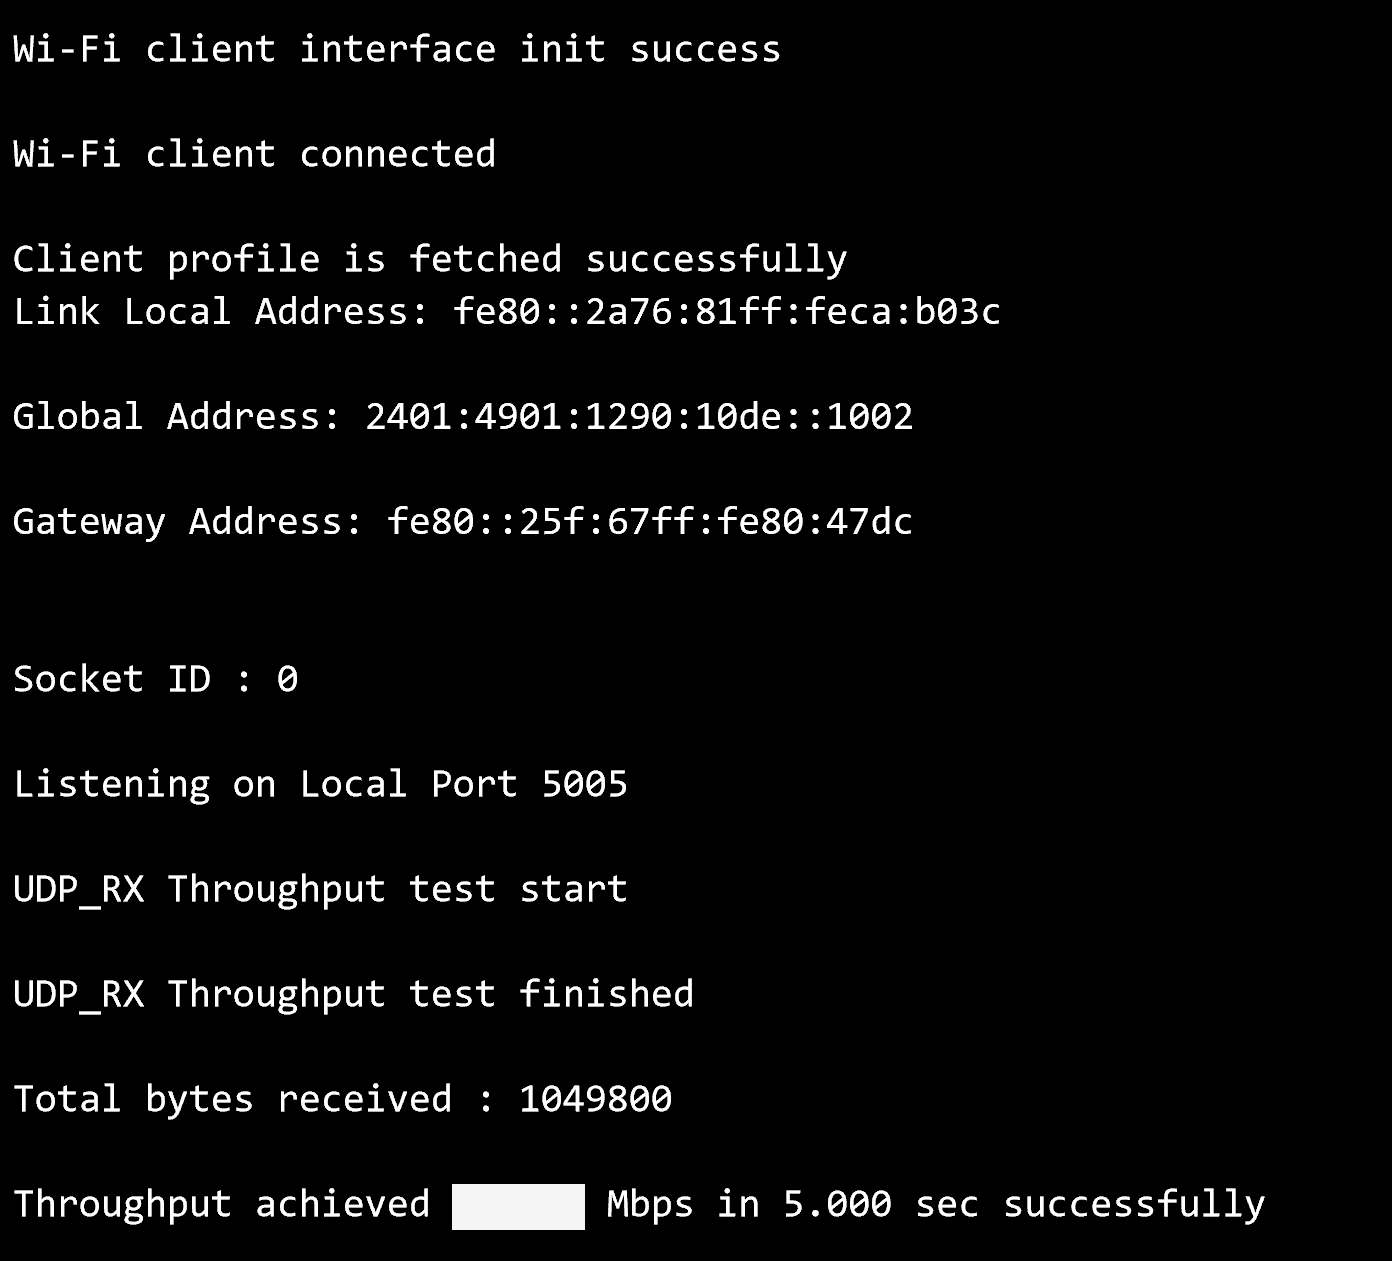 Wi-Fi client interface init success
Wi-Fi client connected
Client profile is fetched successfully
Link Local Address: fe80::2a76:81ff:feca:b03c
Global Address: 2401:4901:1290:10de::1002
Gateway Address: fe80::25f:67ff:fe80:47dc
Socket ID : 0
Listening on Local Port 5005
UDP_RX Throughput test start
UDP_RX Throughput test finished
Total bytes received : 1049800
Throughput achieved Mbps in 5.000 sec successfully